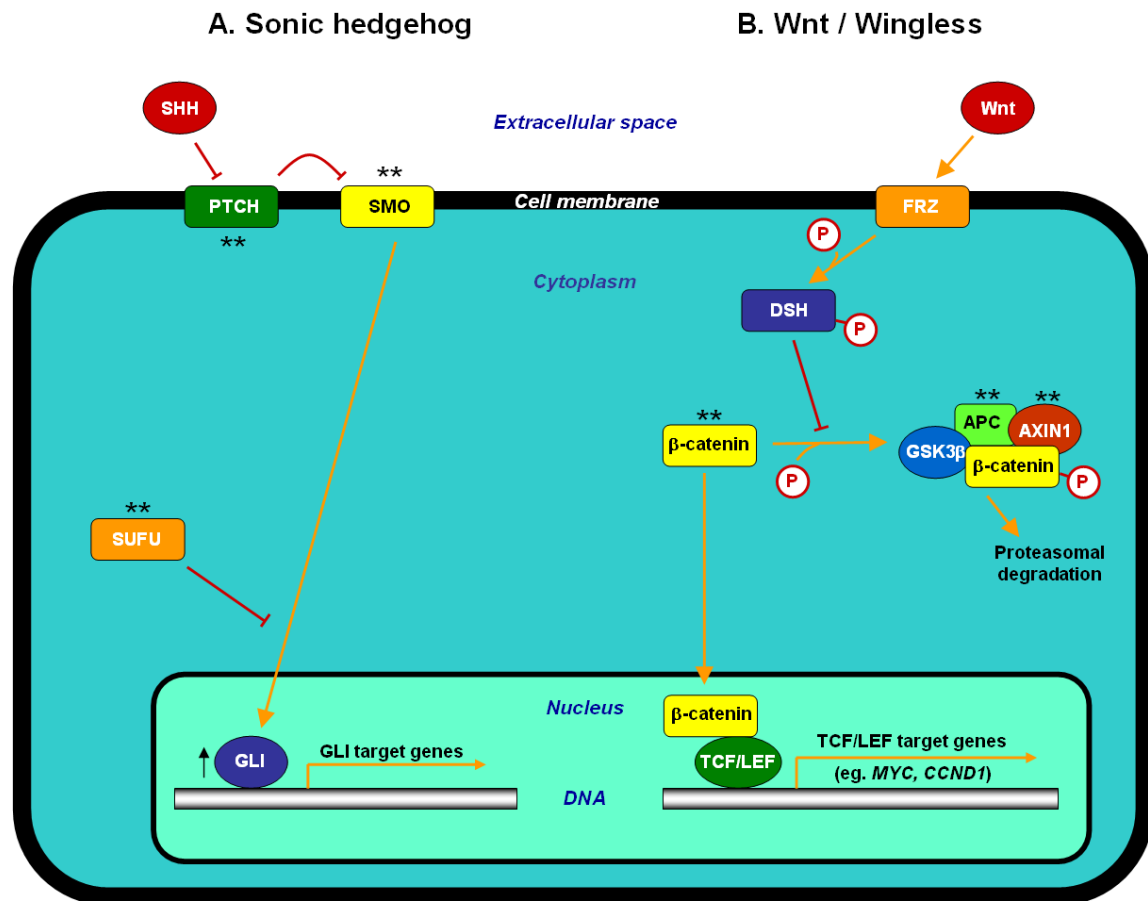 A. Sonic hedgehog
B. Wnt / Wingless
SHH
Wnt
Extracellular space
**
PTCH
SMO
Cell membrane
FRZ
**
P
Cytoplasm
DSH
P
**
**
**
β-catenin
APC
AXIN1
GSK3β
β-catenin
P
P
**
SUFU
Proteasomal
degradation
Nucleus
β-catenin
GLI
GLI target genes
TCF/LEF
TCF/LEF target genes
(eg. MYC, CCND1)
DNA